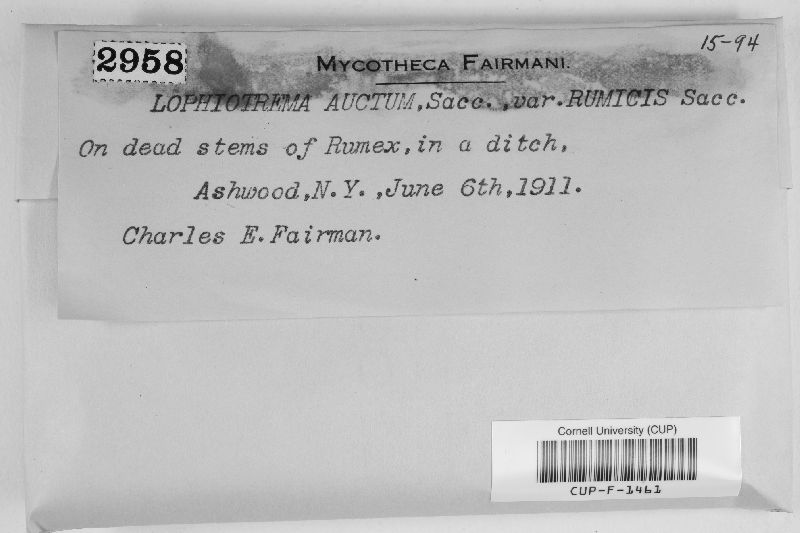 2958
15-94
MYCOTHECA FAIRMANI.
LOPHIOTREMA AUCTUM, Sacc. ,var.RUMICIS Sacc.
On dead stems of Rumex, in a ditch,
Ashwood, N. Y. ,June 6th,1911.
Charles E. Fairman.
Cornell University (CUP)
CUP-F-1461